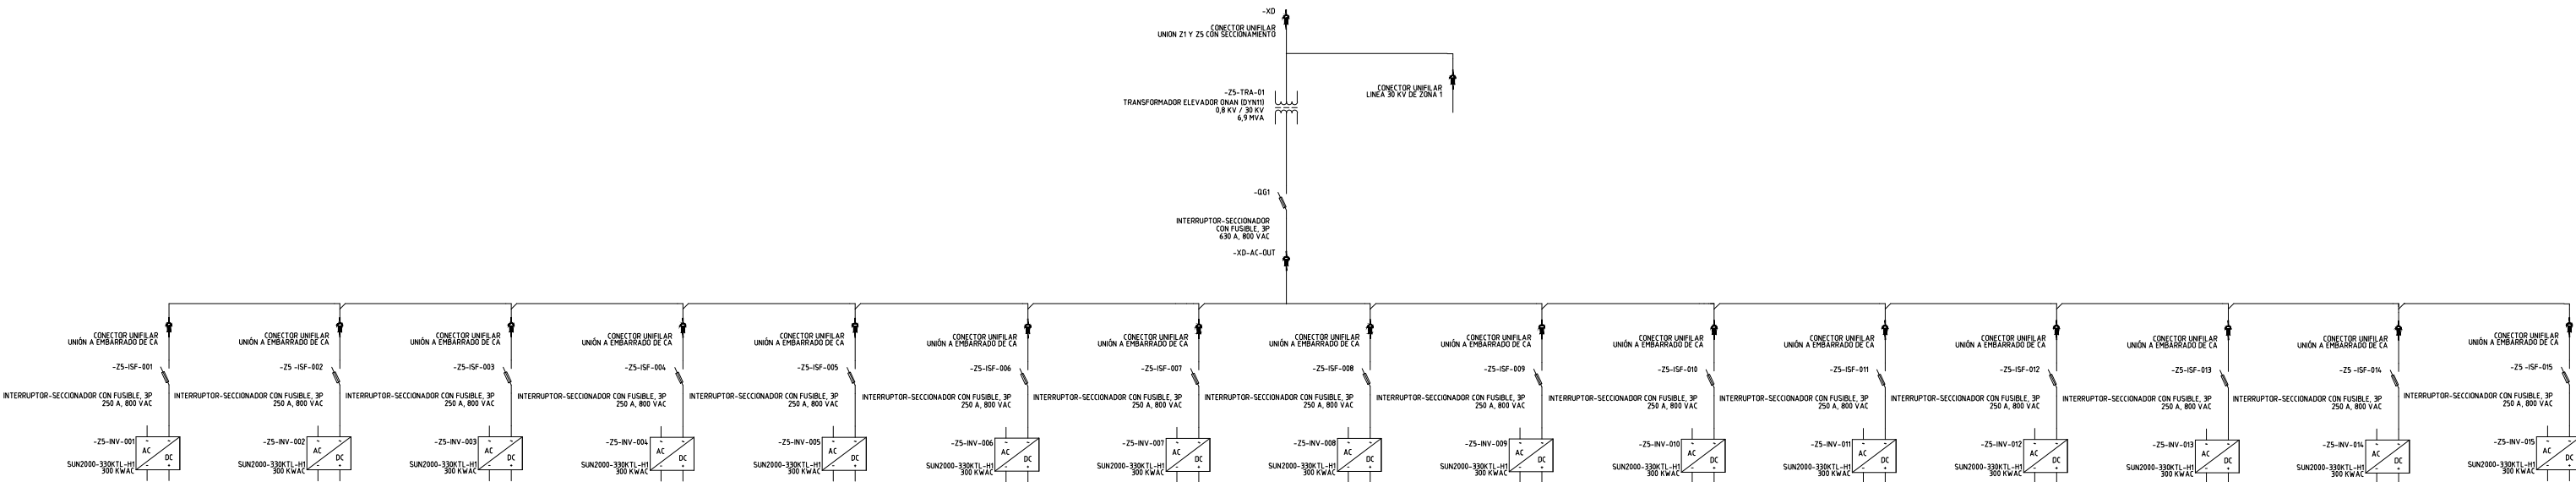 -XD
CONECTOR UNIFILAR
UNION Z1 Y Z5 CON SECCIONAMIENTO
CONECTOR UNIFILAR
LINEA 30 KV DE ZONA 1
-Z5-TRA-01
TRANSFORMADOR ELEVADOR ONAN (DYN11)
0,8 KV / 30 KV
6,9 MVA
-QG1
INTERRUPTOR-SECCIONADOR
CON FUSIBLE, 3P
630 A, 800 VAC
-XD-AC-OUT
CONECTOR UNIFILAR
UNIÓN A EMBARRADO DE CA
-Z5-ISF-001
INTERRUPTOR-SECCIONADOR CON FUSIBLE, 3P
250 A, 800 VAC
-Z5-INV-001
AC
DC
SUN2000-330KTL-H1
300 KWAC
CONECTOR UNIFILAR
UNIÓN A EMBARRADO DE CA
-Z5 -ISF-002
INTERRUPTOR-SECCIONADOR CON FUSIBLE, 3P
250 A, 800 VAC
-Z5-INV-002
AC
DC
SUN2000-330KTL-H1
300 KWAC
CONECTOR UNIFILAR
UNIÓN A EMBARRADO DE CA
-Z5-ISF-003
INTERRUPTOR-SECCIONADOR CON FUSIBLE, 3P
250 A, 800 VAC
-Z5-INV-003
AC
DC
SUN2000-330KTL-H1
300 KWAC
CONECTOR UNIFILAR
UNIÓN A EMBARRADO DE CA
-Z5-ISF-004
INTERRUPTOR-SECCIONADOR CON FUSIBLE, 3P
250 A, 800 VAC
-Z5-INV-004
AC
DC
SUN2000-330KTL-H1
300 KWAC
CONECTOR UNIFILAR
UNIÓN A EMBARRADO DE CA
-Z5-ISF-005
INTERRUPTOR-SECCIONADOR CON FUSIBLE, 3P
250 A, 800 VAC
-Z5-INV-005
AC
DC
SUN2000-330KTL-H1
300 KWAC
CONECTOR UNIFILAR
UNIÓN A EMBARRADO DE CA
-Z5-ISF-006
INTERRUPTOR-SECCIONADOR CON FUSIBLE, 3P
250 A, 800 VAC
-Z5-INV-006
AC
DC
SUN2000-330KTL-H1
300 KWAC
CONECTOR UNIFILAR
UNIÓN A EMBARRADO DE CA
-Z5-ISF-007
INTERRUPTOR-SECCIONADOR CON FUSIBLE, 3P
250 A, 800 VAC
-Z5-INV-007
AC
DC
SUN2000-330KTL-H1
300 KWAC
CONECTOR UNIFILAR
UNIÓN A EMBARRADO DE CA
-Z5-ISF-008
INTERRUPTOR-SECCIONADOR CON FUSIBLE, 3P
250 A, 800 VAC
-Z5-INV-008
AC
DC
SUN2000-330KTL-H1
300 KWAC
CONECTOR UNIFILAR
UNIÓN A EMBARRADO DE CA
-Z5-ISF-009
INTERRUPTOR-SECCIONADOR CON FUSIBLE, 3P
250 A, 800 VAC
-Z5-INV-009
AC
DC
SUN2000-330KTL-H1
300 KWAC
CONECTOR UNIFILAR
UNIÓN A EMBARRADO DE CA
-Z5-ISF-010
INTERRUPTOR-SECCIONADOR CON FUSIBLE, 3P
250 A, 800 VAC
-Z5-INV-010
AC
DC
SUN2000-330KTL-H1
300 KWAC
CONECTOR UNIFILAR
UNIÓN A EMBARRADO DE CA
-Z5-ISF-011
INTERRUPTOR-SECCIONADOR CON FUSIBLE, 3P
250 A, 800 VAC
-Z5-INV-011
AC
DC
SUN2000-330KTL-H1
300 KWAC
CONECTOR UNIFILAR
UNIÓN A EMBARRADO DE CA
-Z5-ISF-012
INTERRUPTOR-SECCIONADOR CON FUSIBLE, 3P
250 A, 800 VAC
-Z5-INV-012
AC
DC
SUN2000-330KTL-H1
300 KWAC
CONECTOR UNIFILAR
UNIÓN A EMBARRADO DE CA
-Z5-ISF-013
INTERRUPTOR-SECCIONADOR CON FUSIBLE, 3P
250 A, 800 VAC
-Z5-INV-013
AC
DC
SUN2000-330KTL-H1
300 KWAC
CONECTOR UNIFILAR
UNIÓN A EMBARRADO DE CA
-Z5 -ISF-014
INTERRUPTOR-SECCIONADOR CON FUSIBLE, 3P
250 A, 800 VAC
-Z5-INV-014
AC
DC
SUN2000-330KTL-H1
300 KWAC
CONECTOR UNIFILAR
UNIÓN A EMBARRADO DE CA
-Z5 -ISF-015
INTERRUPTOR-SECCIONADOR CON FUSIBLE, 3P
250 A, 800 VAC
-Z5-INV-015
AC
DC
SUN2000-330KTL-H1
300 KWAC